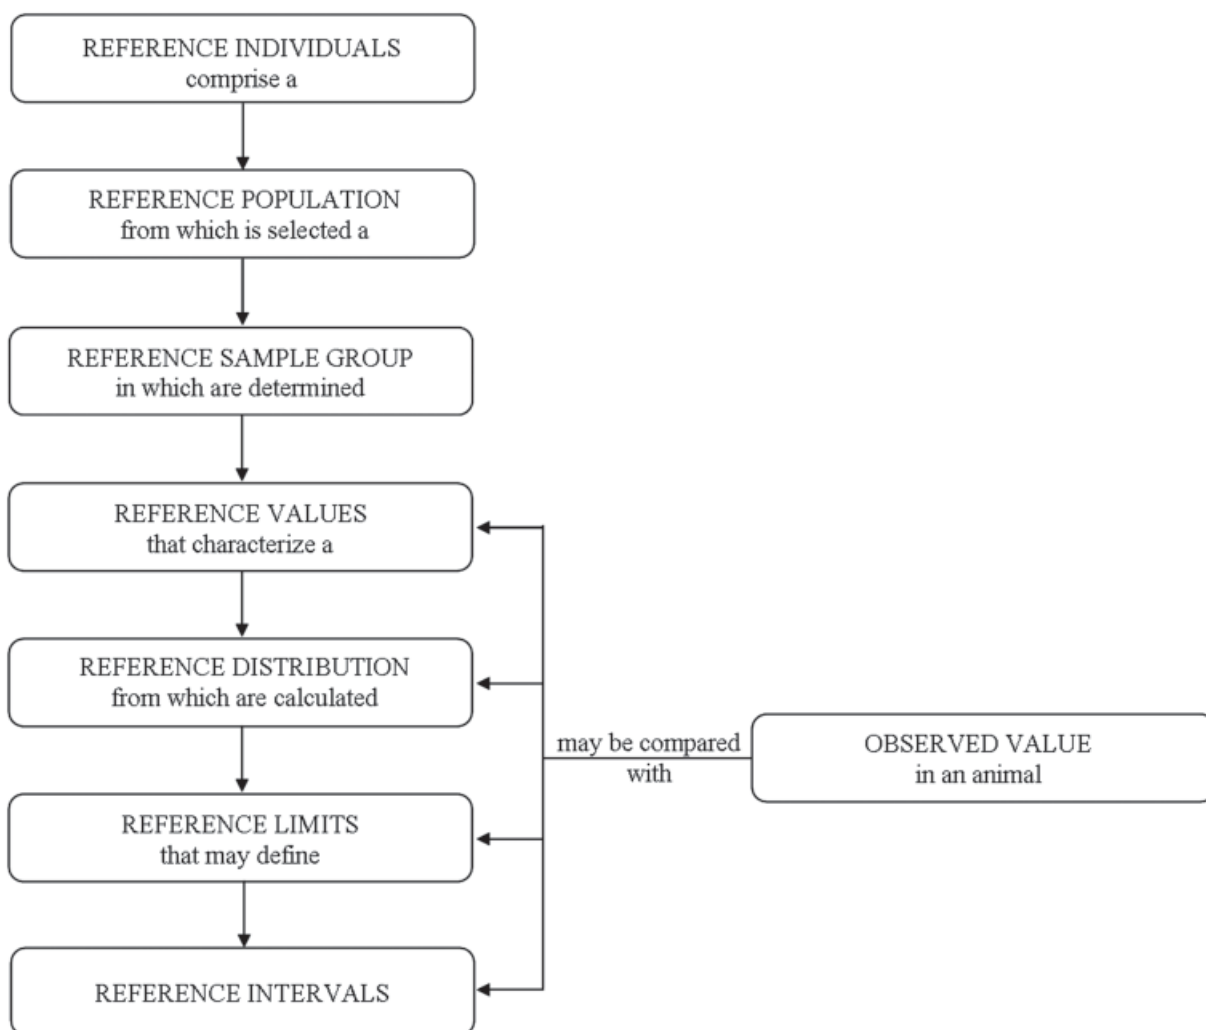 REFERENCE INDIVIDUALS
comprise a
REFERENCE POPULATION
from which is selected a
REFERENCE SAMPLE GROUP
in which are determined
REFERENCE VALUES
that characterize a
REFERENCE DISTRIBUTION
from which are calculated
REFERENCE LIMITS
that may define
REFERENCE INTERVALS
may be compared
with
OBSERVED VALUE
in an animal